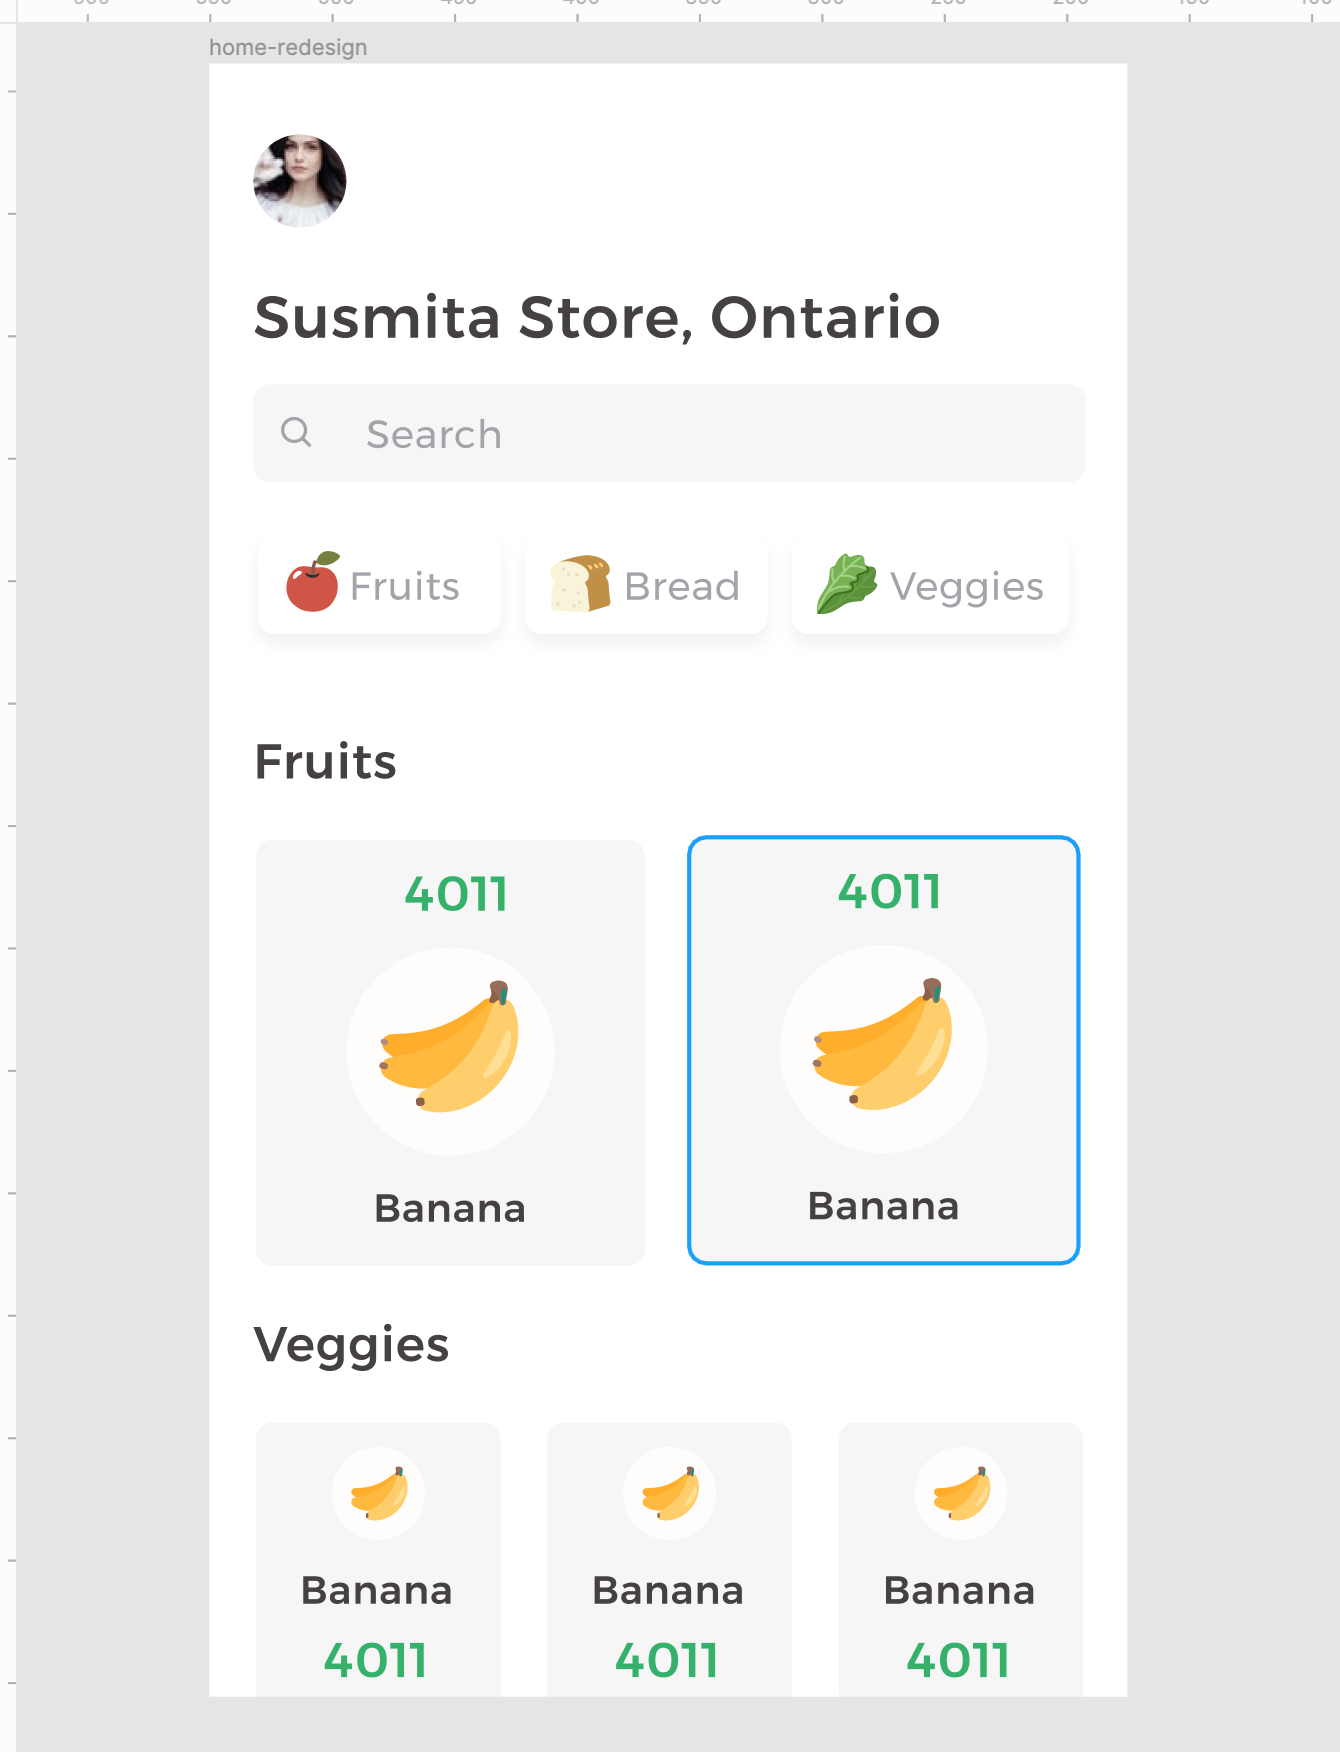 home-redesign
Susmita Store, Ontario
Search
Fruits Bread Veggies
Fruits
4011 4011
Banana Banana
Veggies
Banana Banana Banana
4011 4011 4011